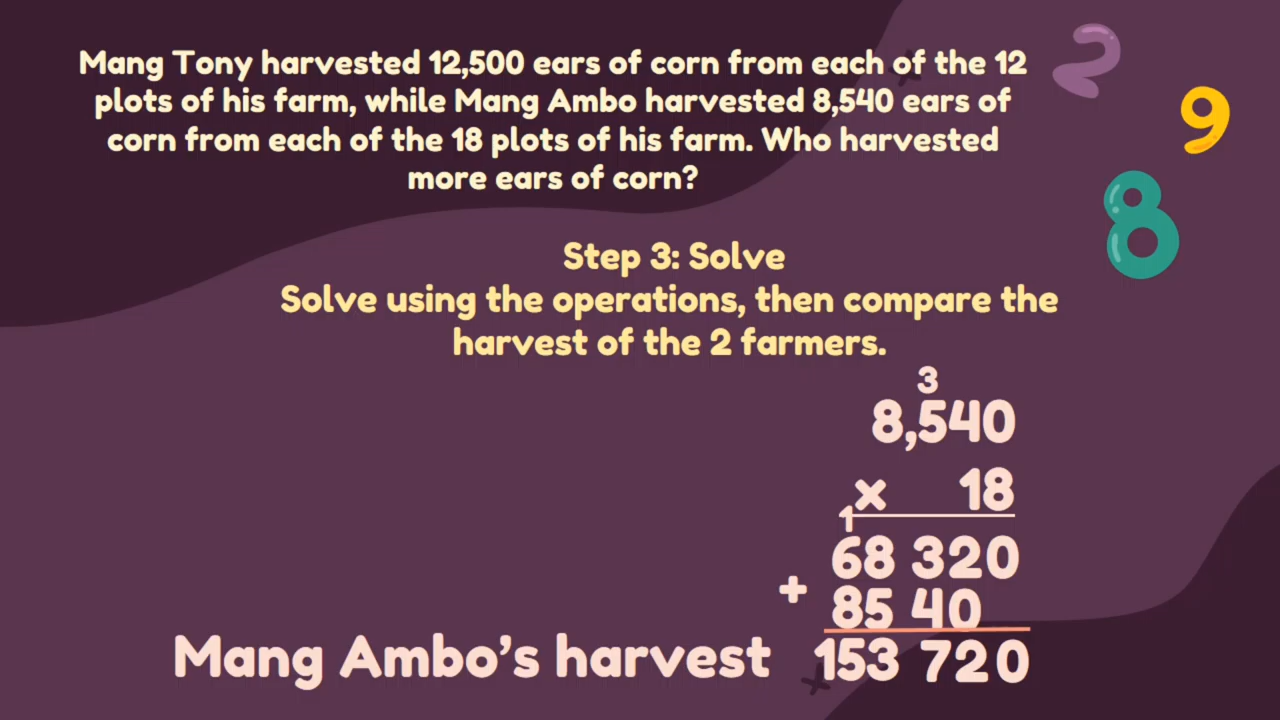 Mang Tony harvested 12,500 ears of corn from each of the 12
plots of his farm, while Mang Ambo harvested 8,540 ears of
corn from each of the 18 plots of his farm. Who harvested
more ears of corn?
2
9
8
Step 3: Solve
Solve using the operations, then compare the
harvest of the 2 farmers.
3
8,540
× 18
1
68 320
+ 85 40
Mang Ambo's harvest 153 720